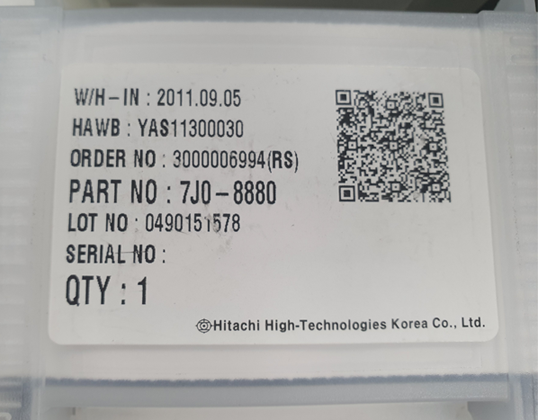 W/H-IN : 2011.09.05
HAWB : YAS11300030
ORDER NO : 3000006994(RS)
PART NO : 7J0-8880
LOT NO : 0490151578
SERIAL NO :
QTY : 1
Hitachi High-Technologies Korea Co., Ltd.